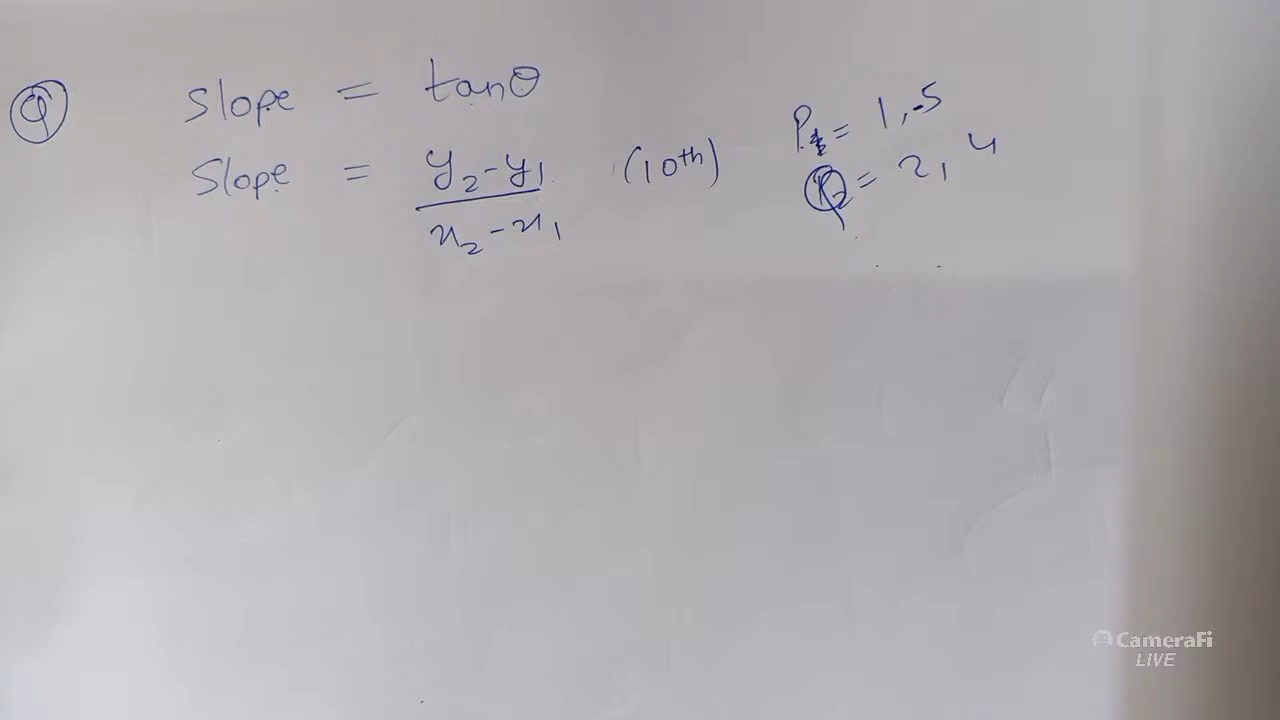 Q slope = tanθ
Slope = y₂-y₁/x₂-x₁ (10th)
P = 1,-5
Q = 2,4
CameraFi
LIVE